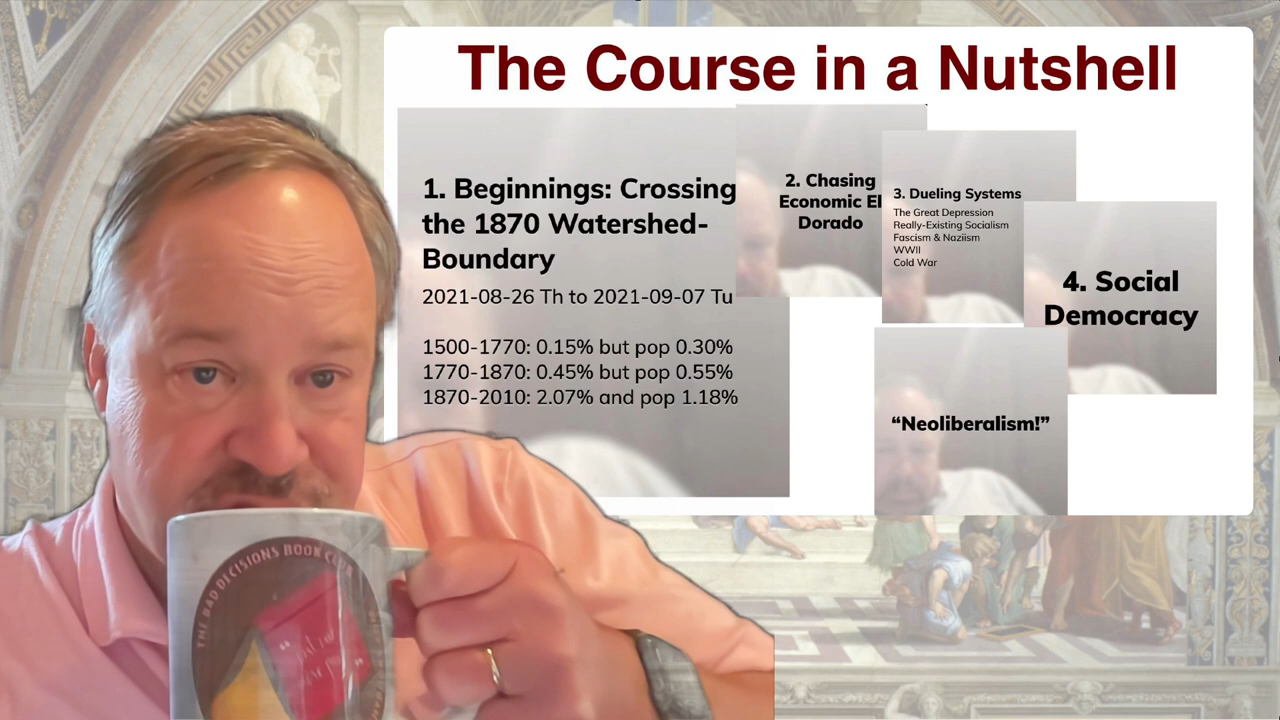 The Course in a Nutshell
1. Beginnings: Crossing
the 1870 Watershed-
Boundary
2021-08-26 Th to 2021-09-07 Tu
1500-1770: 0.15% but pop 0.30%
1770-1870: 0.45% but pop 0.55%
1870-2010: 2.07% and pop 1.18%
2. Chasing
Economic El
Dorado
3. Dueling Systems
The Great Depression
Really-Existing Socialism
Fascism & Naziism
WWII
Cold War
4. Social
Democracy
“Neoliberalism!”
THE BAD DECISIONS BOOK CLUB